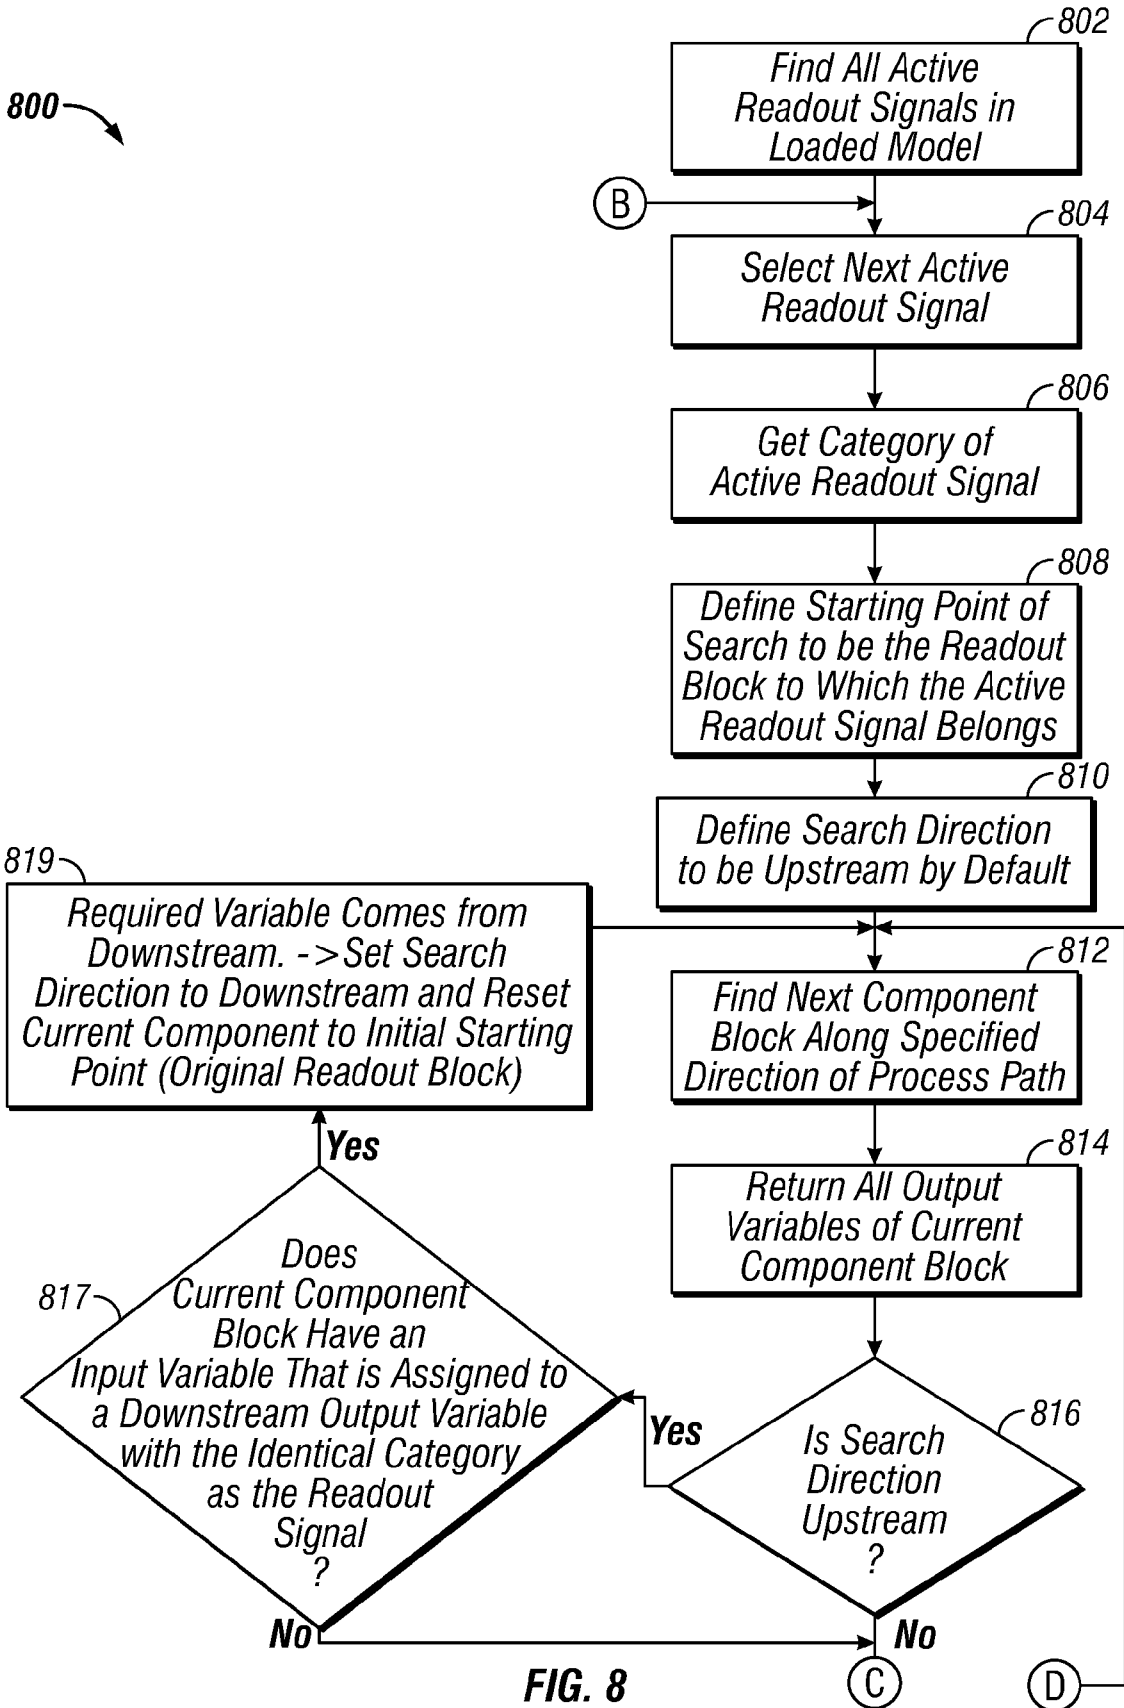 800
802
Find All Active
Readout Signals in
Loaded Model
B
804
Select Next Active
Readout Signal
806
Get Category of
Active Readout Signal
808
Define Starting Point of
Search to be the Readout
Block to Which the Active
Readout Signal Belongs
810
Define Search Direction
to be Upstream by Default
819
Required Variable Comes from
Downstream. ->Set Search
Direction to Downstream and Reset
Current Component to Initial Starting
Point (Original Readout Block)
812
Find Next Component
Block Along Specified
Direction of Process Path
814
Return All Output
Variables of Current
Component Block
Yes
817
Does
Current Component
Block Have an
Input Variable That is Assigned to
a Downstream Output Variable
with the Identical Category
as the Readout
Signal
?
No
Yes
816
Is Search
Direction
Upstream
?
No
C
D
FIG. 8